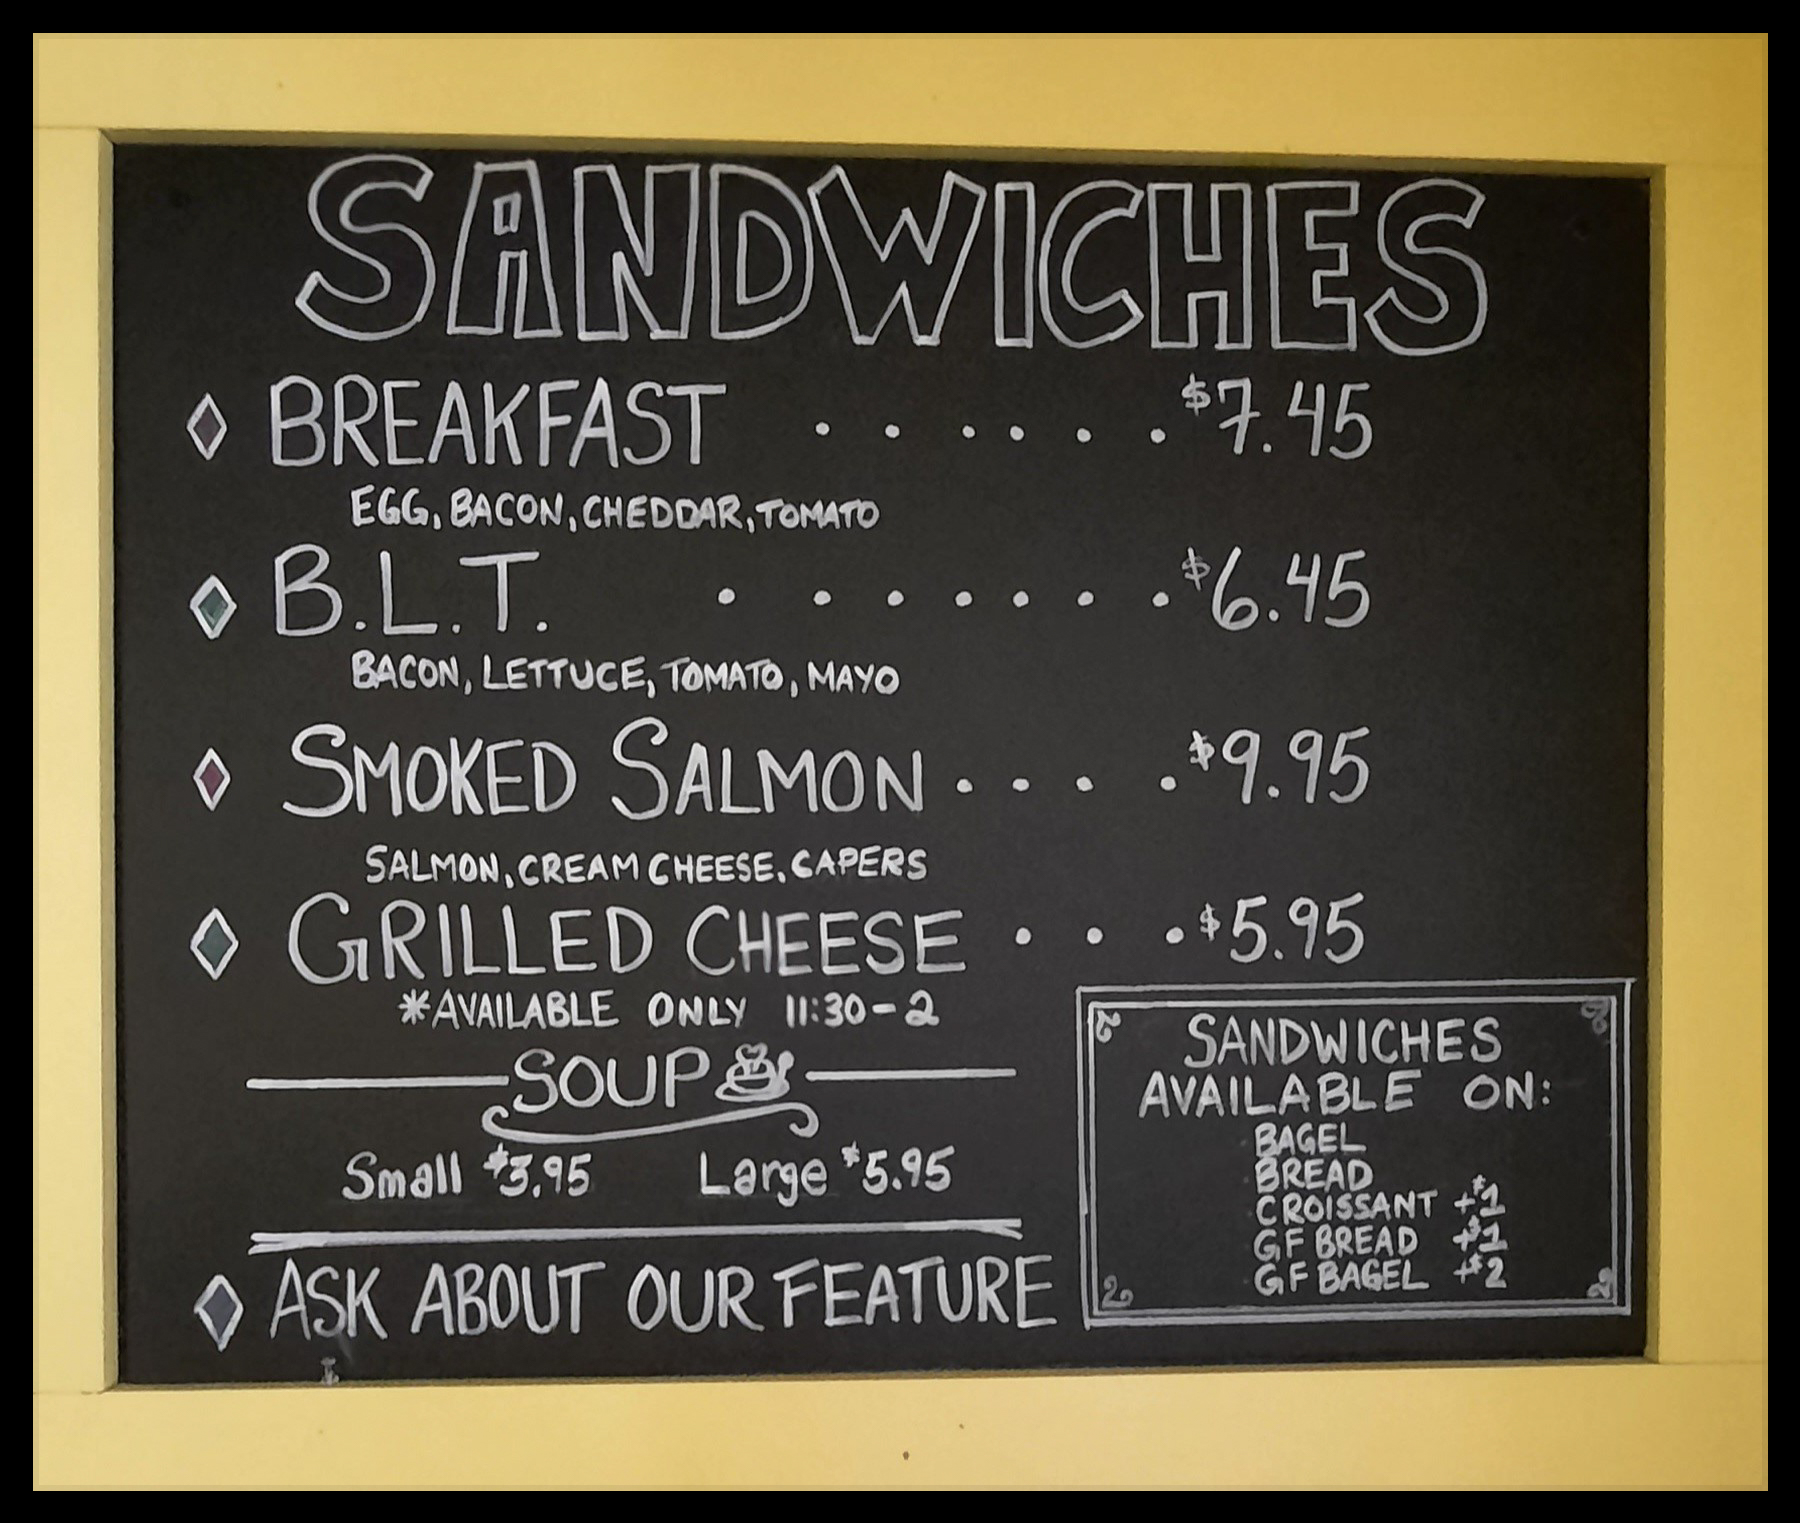 SANDWICHES
BREAKFAST . . . . . . $7.45
EGG, BACON, CHEDDAR, TOMATO
B.L.T. . . . . . . . $6.45
BACON, LETTUCE, TOMATO, MAYO
SMOKED SALMON . . . . $9.95
SALMON, CREAM CHEESE, CAPERS
GRILLED CHEESE . . . $5.95
*AVAILABLE ONLY 11:30-2
SOUP
Small $3.95 Large $5.95
ASK ABOUT OUR FEATURE
SANDWICHES
AVAILABLE ON:
BAGEL
BREAD
CROISSANT +$1
GF BREAD +$1
GF BAGEL +$2